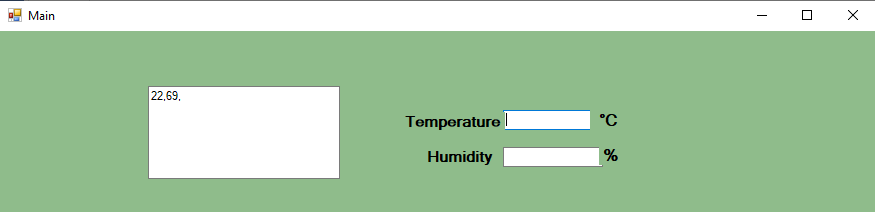 Main
22,69,
Temperature °C
Humidity %